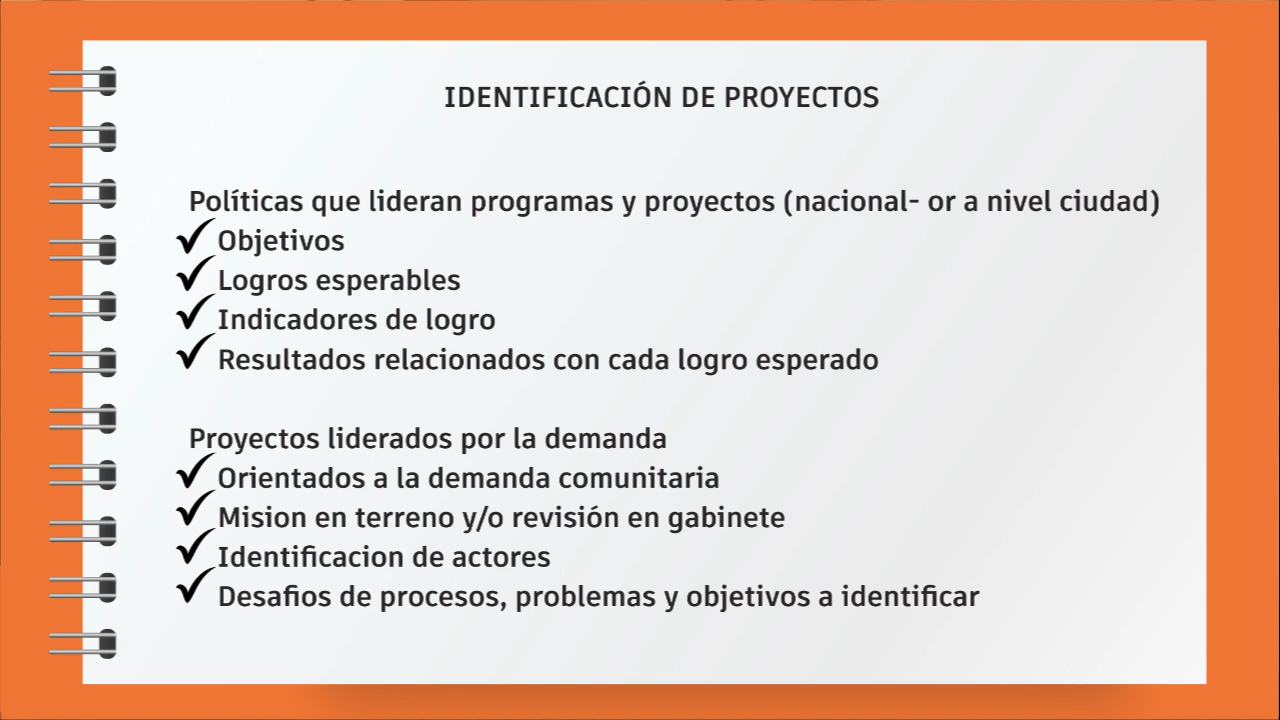 IDENTIFICACIÓN DE PROYECTOS
Políticas que lideran programas y proyectos (nacional- or a nivel ciudad)
Objetivos
Logros esperables
Indicadores de logro
Resultados relacionados con cada logro esperado
Proyectos liderados por la demanda
Orientados a la demanda comunitaria
Mision en terreno y/o revisión en gabinete
Identificacion de actores
Desafios de procesos, problemas y objetivos a identificar